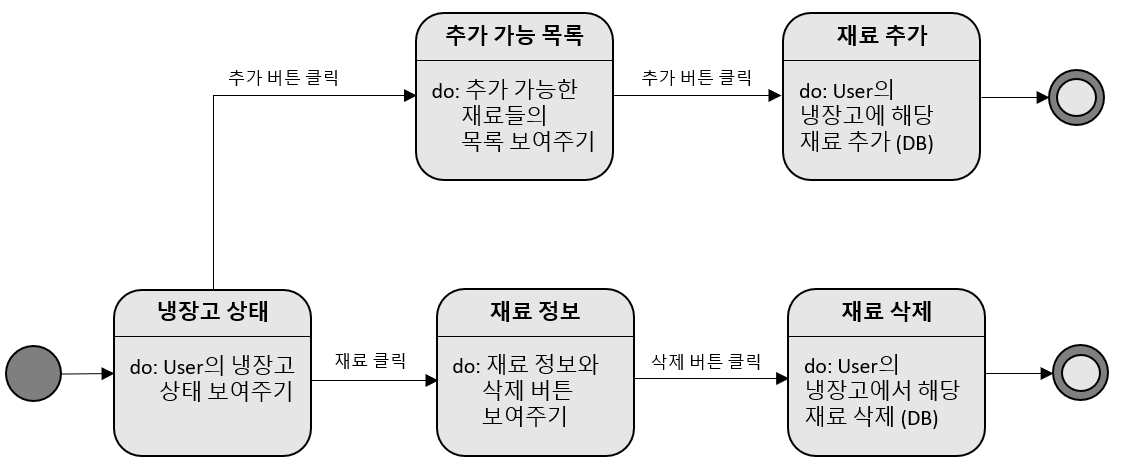 추가 가능 목록
do: 추가 가능한
재료들의
목록 보여주기
추가 버튼 클릭
추가 버튼 클릭
재료 추가
do: User의
냉장고에 해당
재료 추가 (DB)
냉장고 상태
do: User의 냉장고
상태 보여주기
재료 클릭
재료 정보
do: 재료 정보와
삭제 버튼
보여주기
삭제 버튼 클릭
재료 삭제
do: User의
냉장고에서 해당
재료 삭제 (DB)